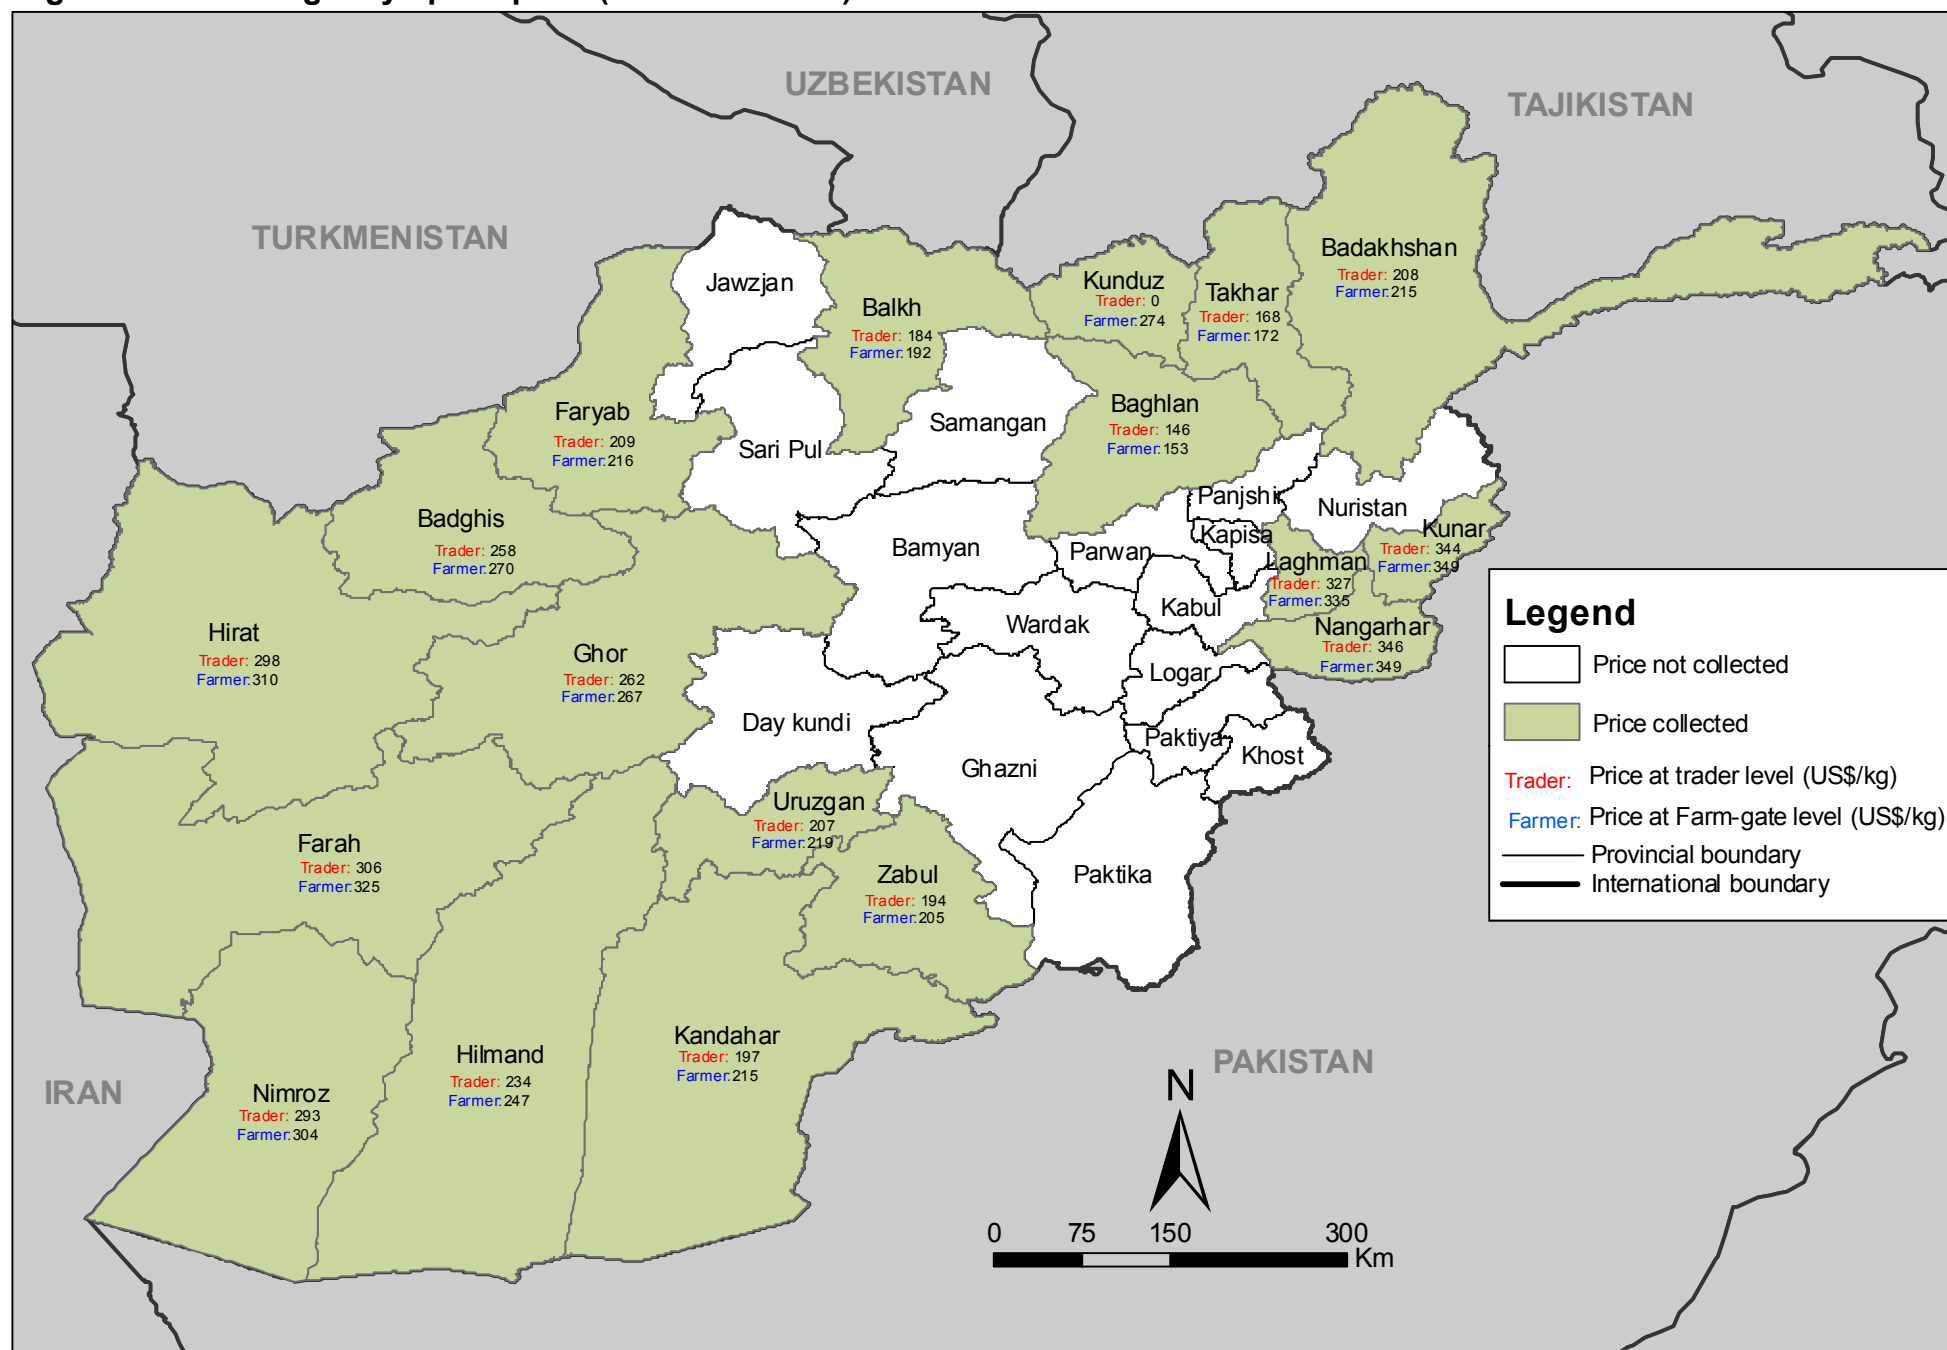 UZBEKISTAN
TAJIKISTAN
TURKMENISTAN
Badakhshan
Trader: 208
Farmer:215
Jawzjan
Kunduz
Trader: 0
Farmer:274
Takhar
Trader: 168
Farmer:172
Balkh
Trader: 184
Farmer:192
Faryab
Trader: 209
Farmer:216
Samangan
Baghlan
Trader: 146
Farmer:153
Sari Pul
Badghis
Trader: 258
Farmer:270
Panjshir
Nuristan
Kunar
Trader: 344
Farmer:349
Kapisa
Bamyan
Parwan
Laghman
Trader: 327
Farmer:335
Kabul
Wardak
Nangarhar
Trader: 346
Farmer:349
Hirat
Trader: 298
Farmer:310
Ghor
Trader: 262
Farmer:267
Logar
Day kundi
Paktiya
Khost
Ghazni
Uruzgan
Trader: 207
Farmer:219
Farah
Trader: 306
Farmer:325
Zabul
Trader: 194
Farmer:205
Paktika
Kandahar
Trader: 197
Farmer:215
Hilmand
Trader: 234
Farmer:247
Nimroz
Trader: 293
Farmer:304
IRAN
PAKISTAN
N
0 75 150 300
Km
Legend
Price not collected
Price collected
Trader: Price at trader level (US$/kg)
Farmer: Price at Farm-gate level (US$/kg)
Provincial boundary
International boundary